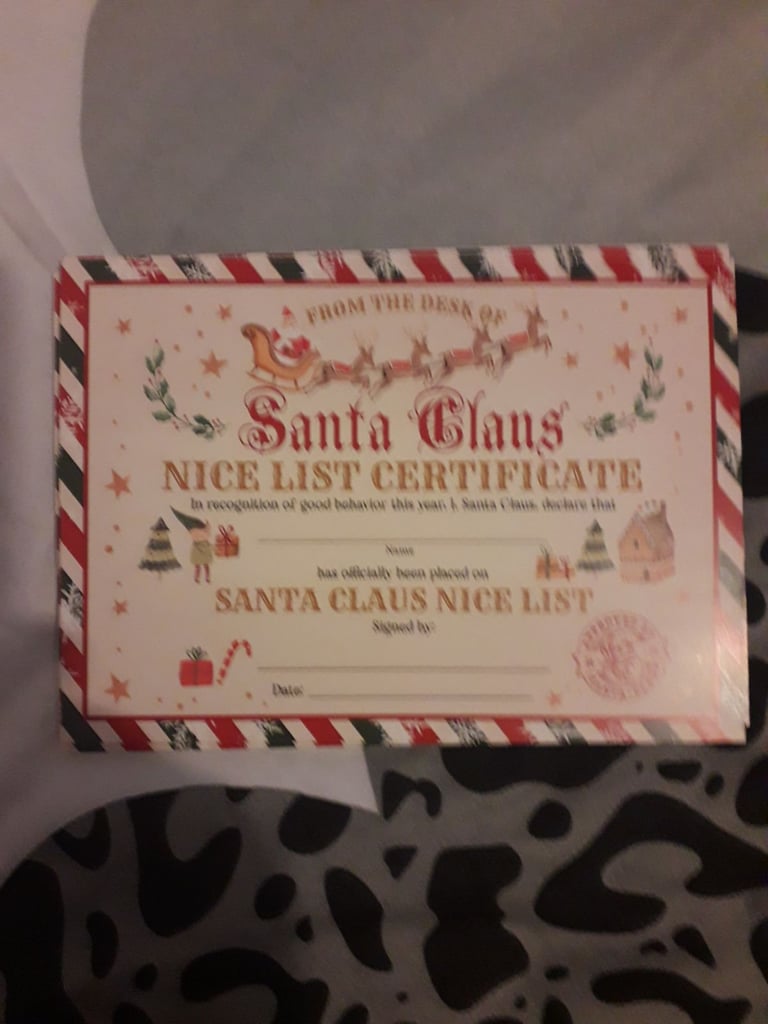 FROM THE DESK OF
Santa Claus
NICE LIST CERTIFICATE
In recognition of good behavior this year, I, Santa Claus, declare that
Name
has officially been placed on
SANTA CLAUS NICE LIST
Signed by:
Date: